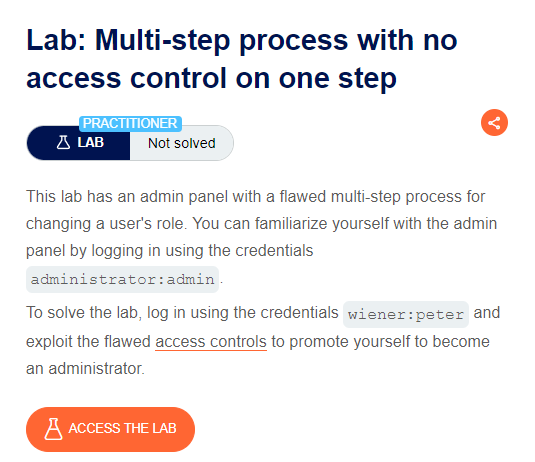 Lab: Multi-step process with no
access control on one step
PRACTITIONER
LAB
Not solved
This lab has an admin panel with a flawed multi-step process for
changing a user's role. You can familiarize yourself with the admin
panel by logging in using the credentials
administrator:admin.
To solve the lab, log in using the credentials wiener:peter and
exploit the flawed access controls to promote yourself to become
an administrator.
ACCESS THE LAB